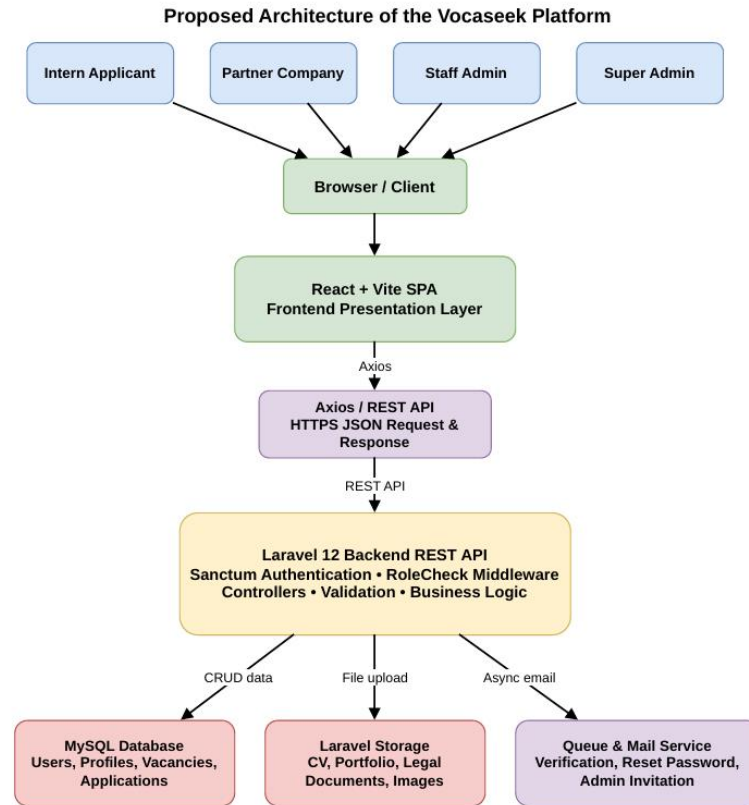 Proposed Architecture of the Vocaseek Platform
Intern Applicant
Partner Company
Staff Admin
Super Admin
Browser / Client
React + Vite SPA
Frontend Presentation Layer
Axios
Axios / REST API
HTTPS JSON Request &
Response
REST API
Laravel 12 Backend REST API
Sanctum Authentication • RoleCheck Middleware
Controllers • Validation • Business Logic
CRUD data
File upload
Async email
MySQL Database
Users, Profiles, Vacancies,
Applications
Laravel Storage
CV, Portfolio, Legal
Documents, Images
Queue & Mail Service
Verification, Reset Password,
Admin Invitation